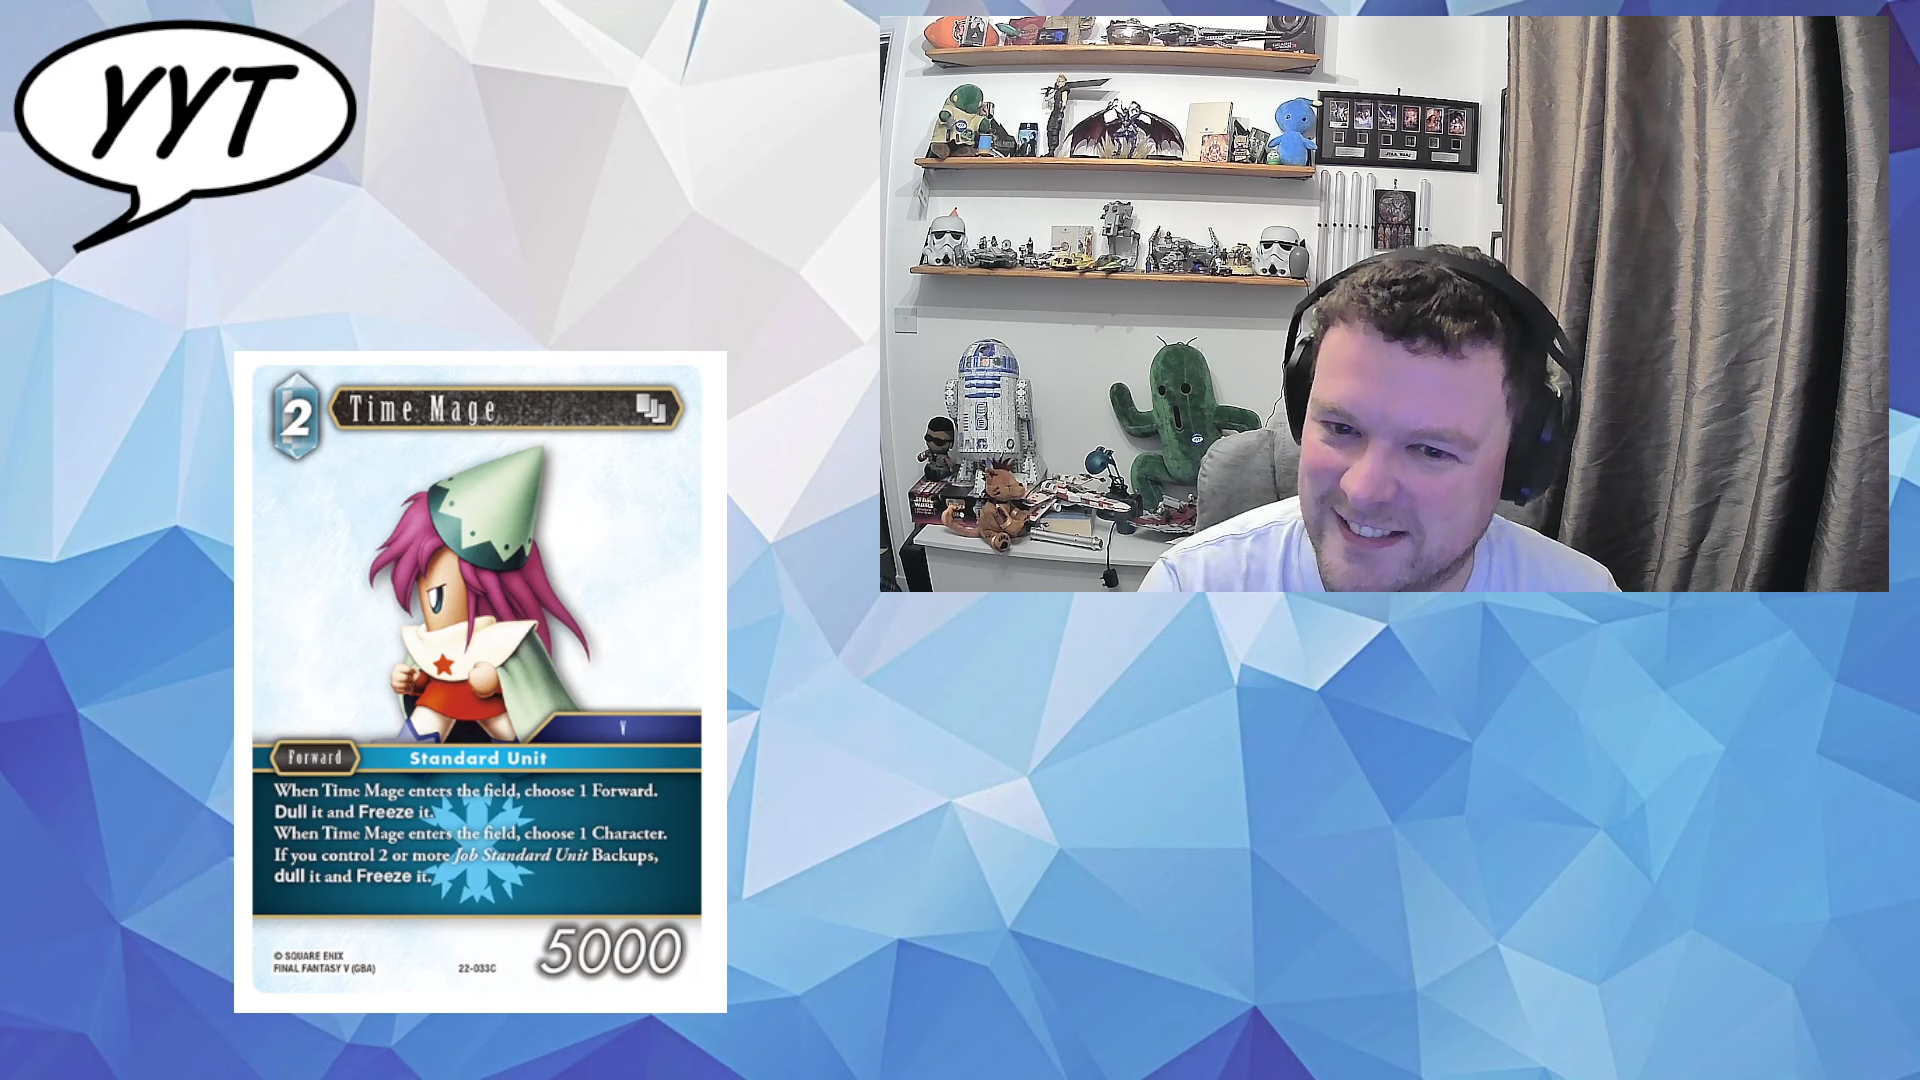 YYT
2
Time Mage
V
Forward
Standard Unit
When Time Mage enters the field, choose 1 Forward.
Dull it and Freeze it.
When Time Mage enters the field, choose 1 Character.
If you control 2 or more Job Standard Unit Backups,
dull it and Freeze it.
© SQUARE ENIX
FINAL FANTASY V (GBA)
22-033C
5000
STAR WARS